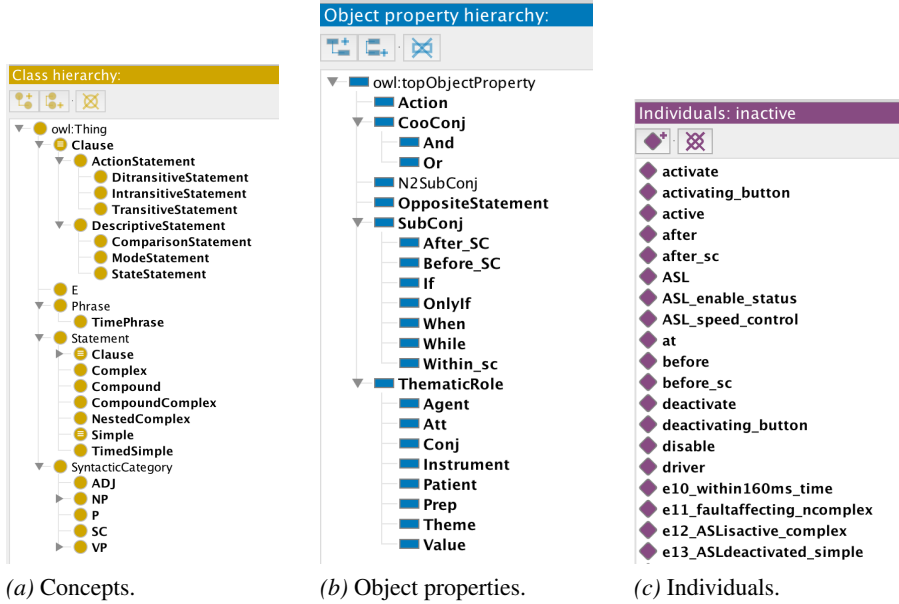 Class hierarchy:
owl:Thing
Clause
ActionStatement
DitransitiveStatement
IntransitiveStatement
TransitiveStatement
DescriptiveStatement
ComparisonStatement
ModeStatement
StateStatement
E
Phrase
TimePhrase
Statement
Clause
Complex
Compound
CompoundComplex
NestedComplex
Simple
TimedSimple
SyntacticCategory
ADJ
NP
P
SC
VP
(a) Concepts.
Object property hierarchy:
owl:topObjectProperty
Action
CooConj
And
Or
N2SubConj
OppositeStatement
SubConj
After_SC
Before_SC
If
OnlyIf
When
While
Within_sc
ThematicRole
Agent
Att
Conj
Instrument
Patient
Prep
Theme
Value
(b) Object properties.
Individuals: inactive
activate
activating_button
active
after
after_sc
ASL
ASL_enable_status
ASL_speed_control
at
before
before_sc
deactivate
deactivating_button
disable
driver
e10_within160ms_time
e11_faultaffecting_ncomplex
e12_ASLisactive_complex
e13_ASLdeactivated_simple
(c) Individuals.